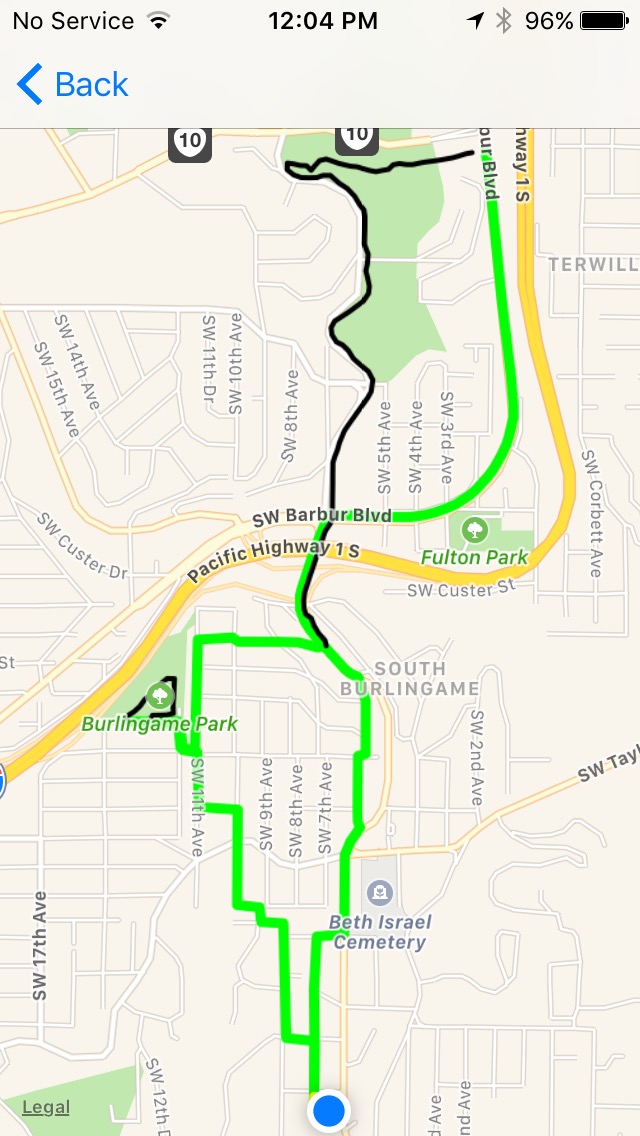 No Service 12:04 PM 96%
Back
10
10
bur Blvd
hway 1 S
TERWILL
SW 14th Ave
SW 15th Ave
SW 11th Dr
SW 10th Ave
SW 8th Ave
SW 5th Ave
SW 4th Ave
SW 3rd Ave
SW Corbett Ave
SW Barbur Blvd
SW Custer Dr
Pacific Highway 1 S
Fulton Park
SW Custer St
St
SOUTH
BURLINGAME
Burlingame Park
SW 2nd Ave
SW Tayl
SW 11th Ave
SW 9th Ave
SW 8th Ave
SW 7th Ave
SW 17th Ave
Beth Israel
Cemetery
SW 12th D
Legal
d Ave
nd Ave